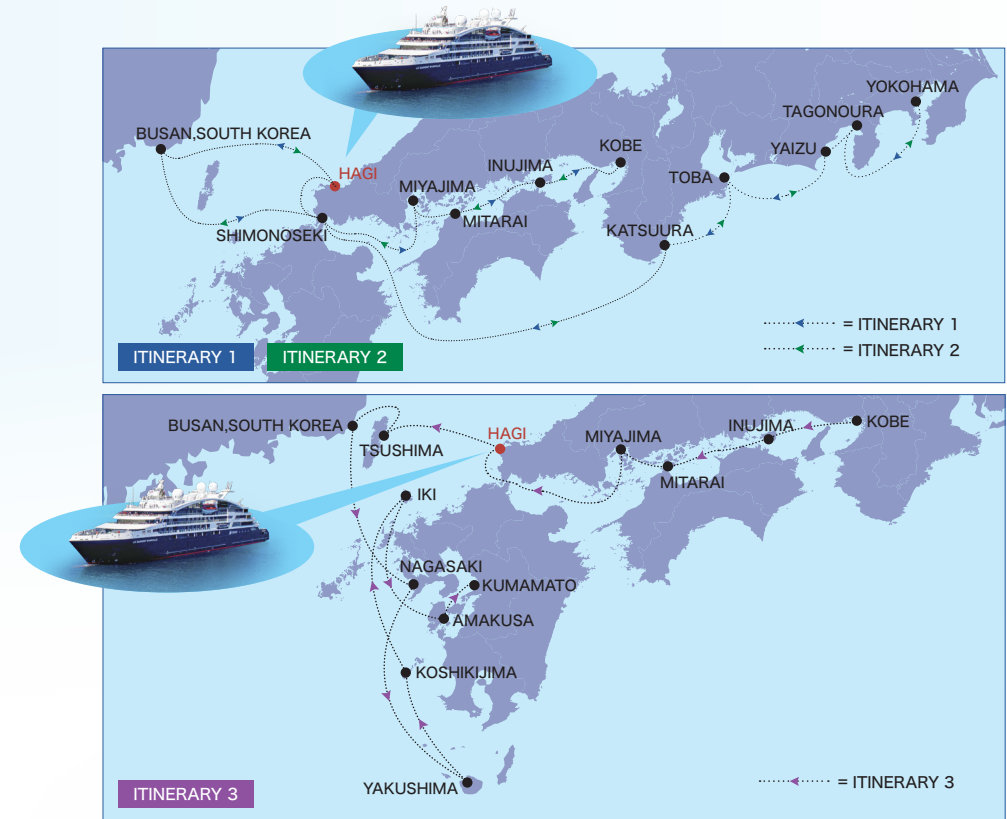 YOKOHAMA
TAGONOURA
BUSAN,SOUTH KOREA
KOBE
YAIZU
INUJIMA
HAGI
TOBA
MIYAJIMA
MITARAI
KATSUURA
SHIMONOSEKI
= ITINERARY 1
= ITINERARY 2
ITINERARY 1
ITINERARY 2
BUSAN,SOUTH KOREA
HAGI
MIYAJIMA
INUJIMA
KOBE
TSUSHIMA
MITARAI
IKI
NAGASAKI
KUMAMATO
AMAKUSA
KOSHIKIJIMA
YAKUSHIMA
= ITINERARY 3
ITINERARY 3